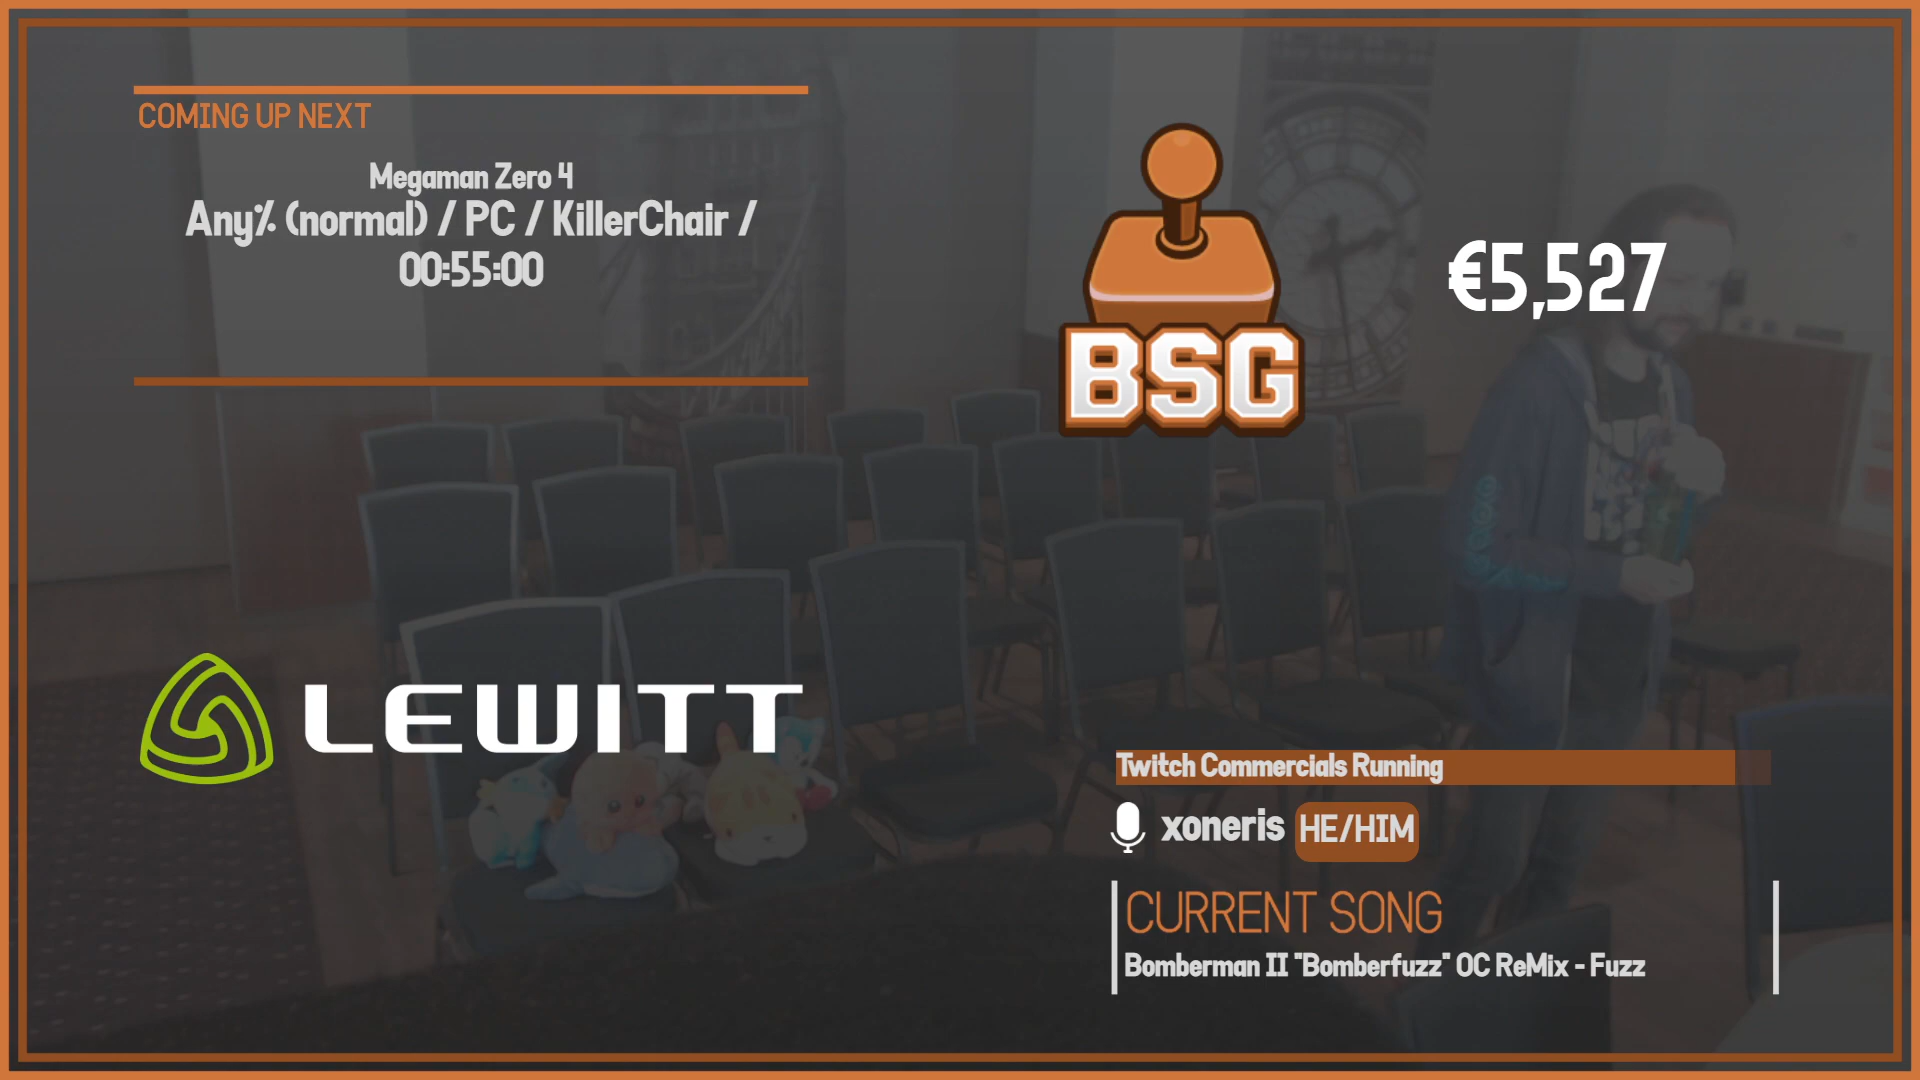 COMING UP NEXT
Megaman Zero 4
Any% (normal) / PC / KillerChair /
00:55:00
BSG
€5,527
LEWITT
Twitch Commercials Running
xoneris HE/HIM
CURRENT SONG
Bomberman II "Bomberfuzz" OC ReMix - Fuzz